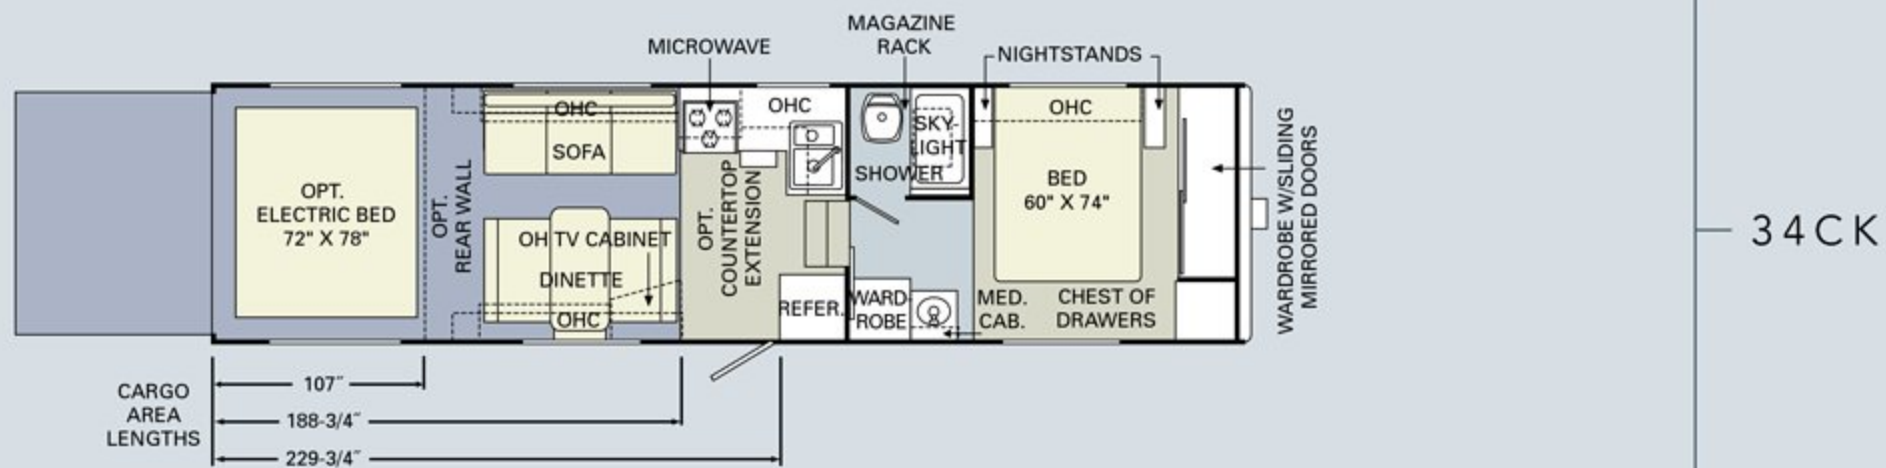 MAGAZINE
RACK
MICROWAVE
NIGHTSTANDS
OHC
SOFA
OHC
SKY-
LIGHT
SHOWER
OHC
BED
60" X 74"
WARDROBE W/SLIDING
MIRRORED DOORS
34CK
OPT.
ELECTRIC BED
72" X 78"
OPT.
REAR WALL
OH TV CABINET
DINETTE
OHC
OPT.
COUNTERTOP
EXTENSION
REFER.
WARD-
ROBE
MED.
CAB.
CHEST OF
DRAWERS
CARGO
AREA
LENGTHS
107˝
188-3/4˝
229-3/4˝